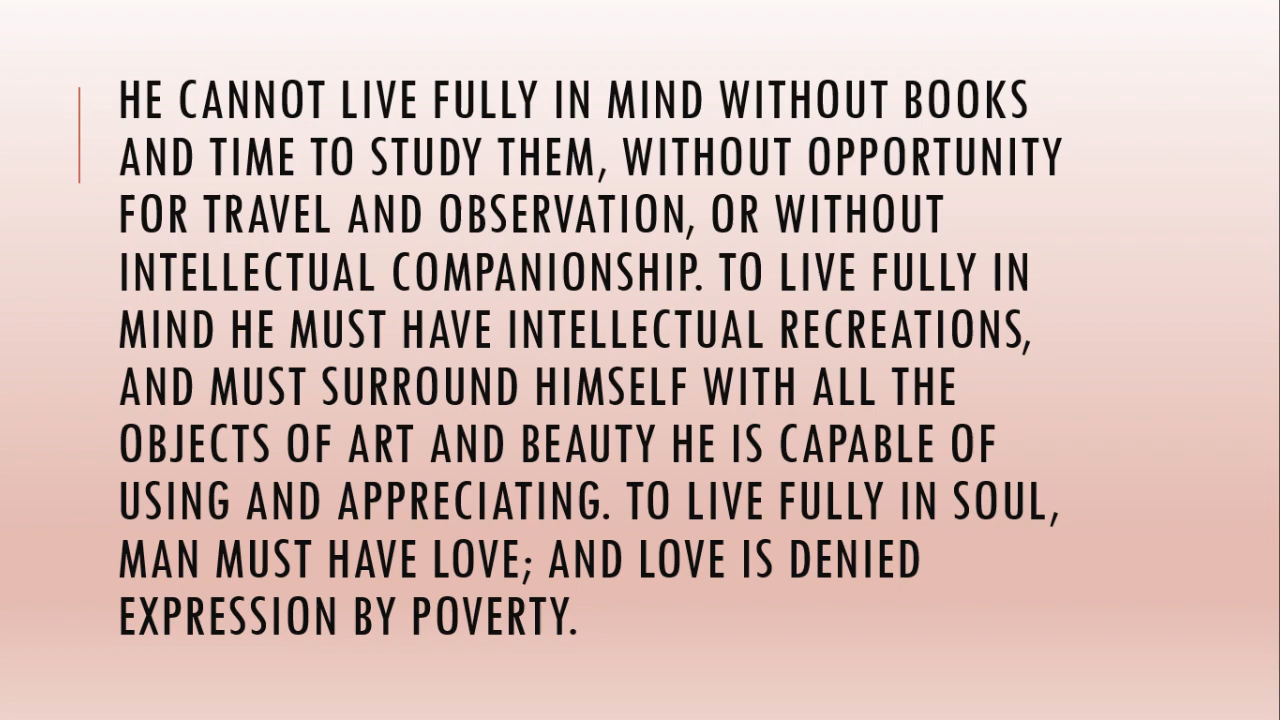 HE CANNOT LIVE FULLY IN MIND WITHOUT BOOKS
AND TIME TO STUDY THEM, WITHOUT OPPORTUNITY
FOR TRAVEL AND OBSERVATION, OR WITHOUT
INTELLECTUAL COMPANIONSHIP. TO LIVE FULLY IN
MIND HE MUST HAVE INTELLECTUAL RECREATIONS,
AND MUST SURROUND HIMSELF WITH ALL THE
OBJECTS OF ART AND BEAUTY HE IS CAPABLE OF
USING AND APPRECIATING. TO LIVE FULLY IN SOUL,
MAN MUST HAVE LOVE; AND LOVE IS DENIED
EXPRESSION BY POVERTY.